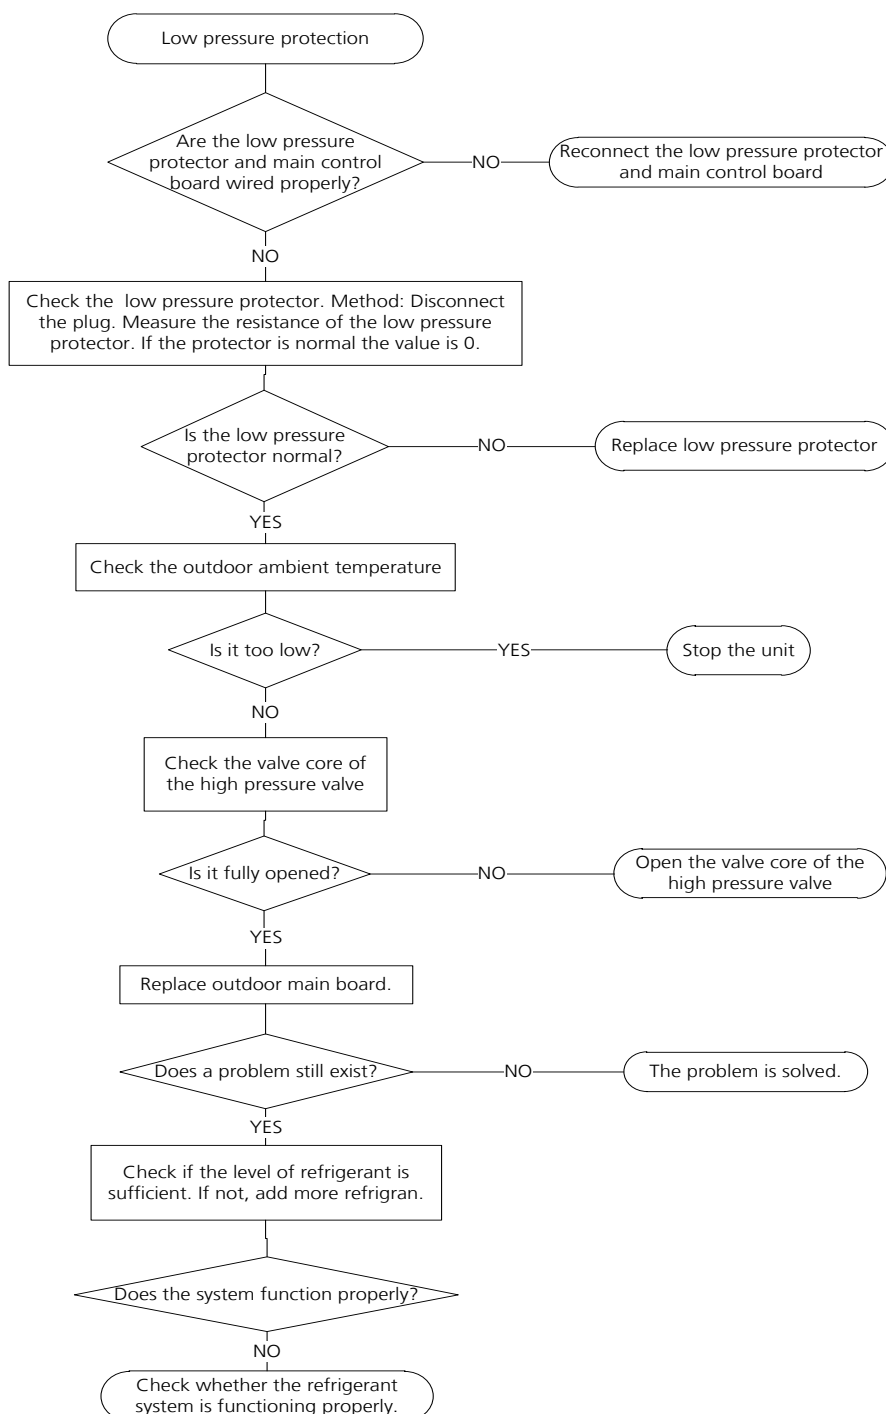 Low pressure protection
Are the low pressure
protector and main control
board wired properly?
NO
Reconnect the low pressure protector
and main control board
NO
Check the low pressure protector. Method: Disconnect
the plug. Measure the resistance of the low pressure
protector. If the protector is normal the value is 0.
Is the low pressure
protector normal?
NO
Replace low pressure protector
YES
Check the outdoor ambient temperature
Is it too low?
YES
Stop the unit
NO
Check the valve core of
the high pressure valve
Is it fully opened?
NO
Open the valve core of the
high pressure valve
YES
Replace outdoor main board.
Does a problem still exist?
NO
The problem is solved.
YES
Check if the level of refrigerant is
sufficient. If not, add more refrigran.
Does the system function properly?
NO
Check whether the refrigerant
system is functioning properly.